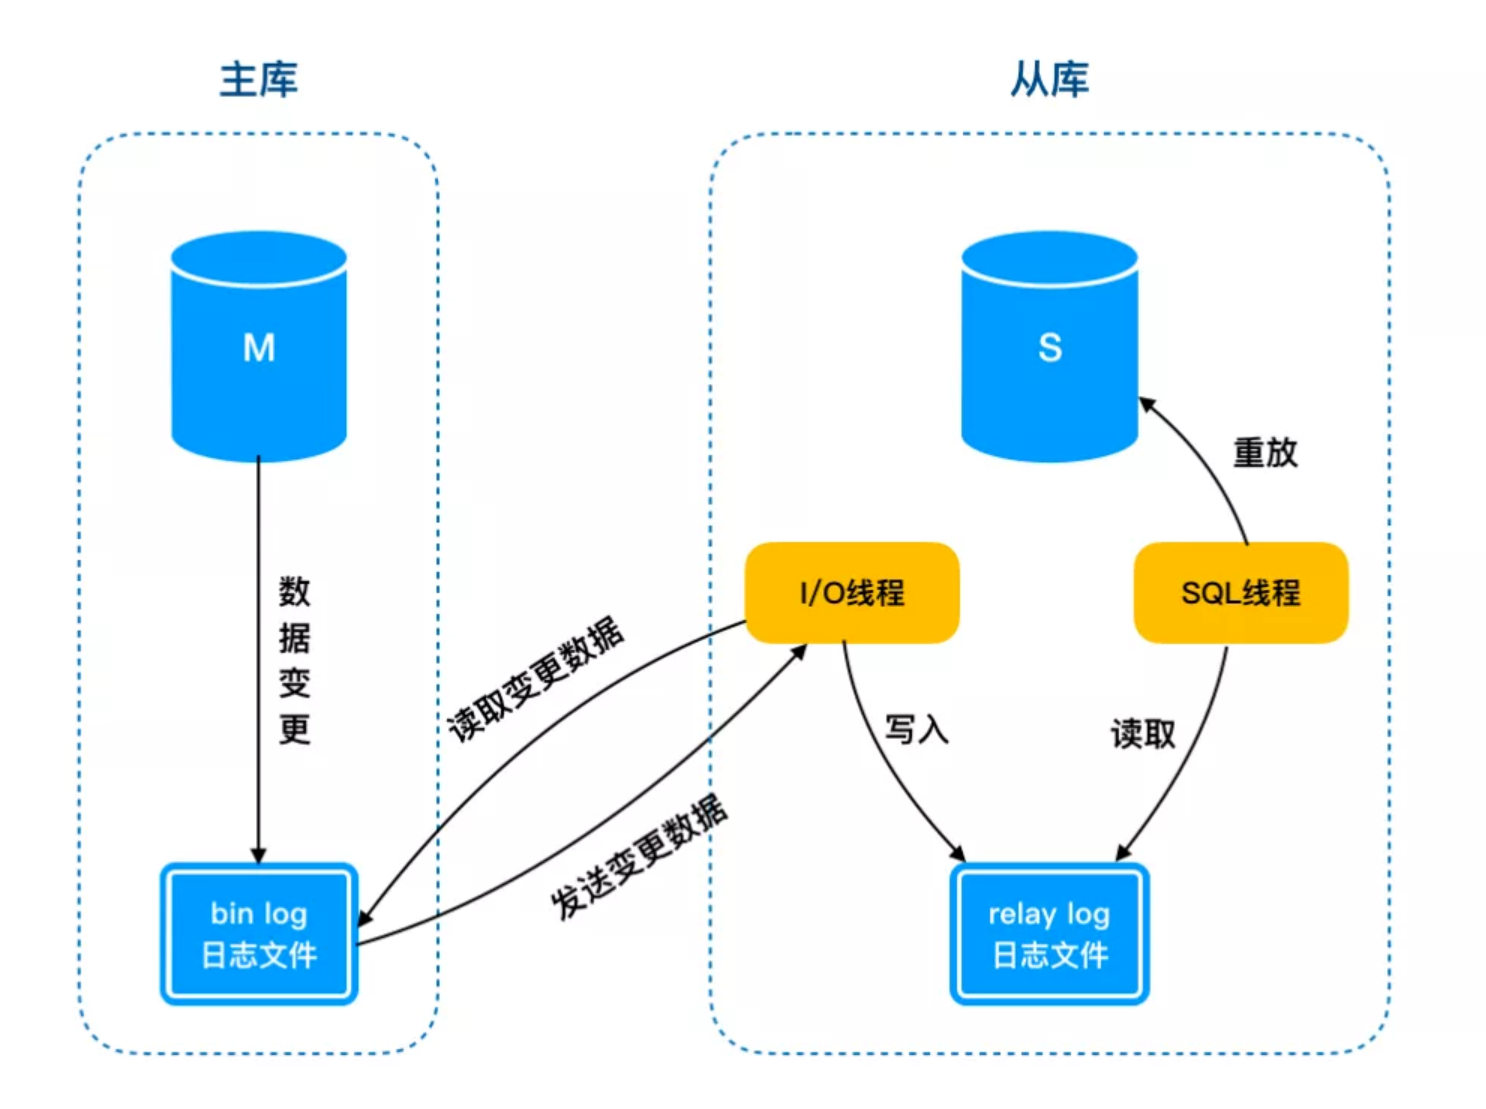 主库
从库
M
S
重放
数据变更
I/O线程
SQL线程
读取变更数据
发送变更数据
写入
读取
bin log
日志文件
relay log
日志文件